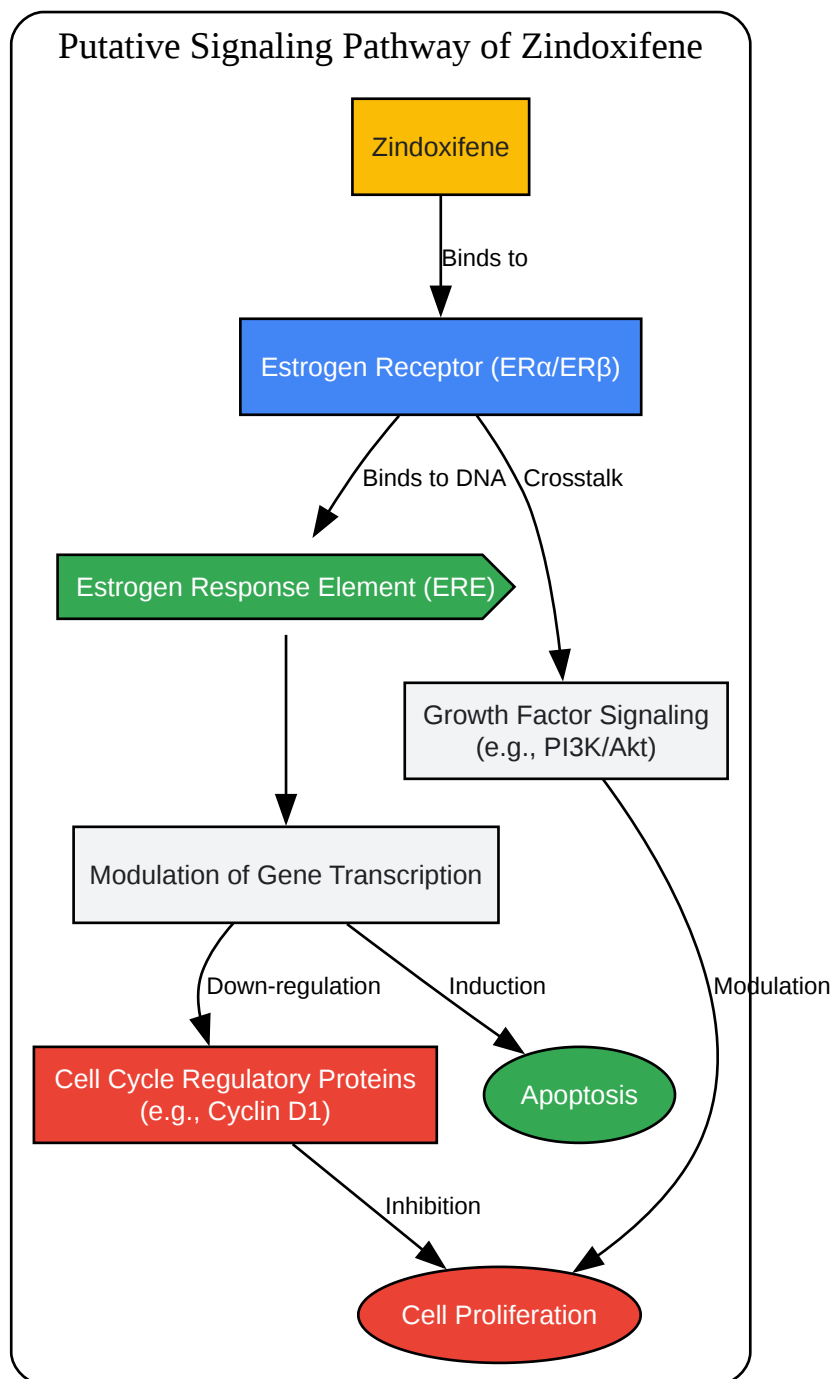 Putative Signaling Pathway of Zindoxifene
Zindoxifene
Binds to
Estrogen Receptor (ERα/ERβ)
Binds to DNA
Crosstalk
Estrogen Response Element (ERE)
Growth Factor Signaling
(e.g., PI3K/Akt)
Modulation of Gene Transcription
Down-regulation
Induction
Modulation
Cell Cycle Regulatory Proteins
(e.g., Cyclin D1)
Apoptosis
Inhibition
Cell Proliferation